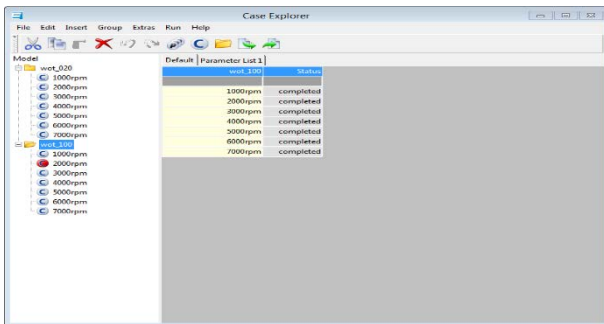 Case Explorer
File Edit Insert Group Extras Run Help
Model
wot_020
1000rpm
2000rpm
3000rpm
4000rpm
5000rpm
6000rpm
7000rpm
wot_100
1000rpm
2000rpm
3000rpm
4000rpm
5000rpm
6000rpm
7000rpm
Default Parameter List 1
wot_100 Status
1000rpm completed
2000rpm completed
3000rpm completed
4000rpm completed
5000rpm completed
6000rpm completed
7000rpm completed